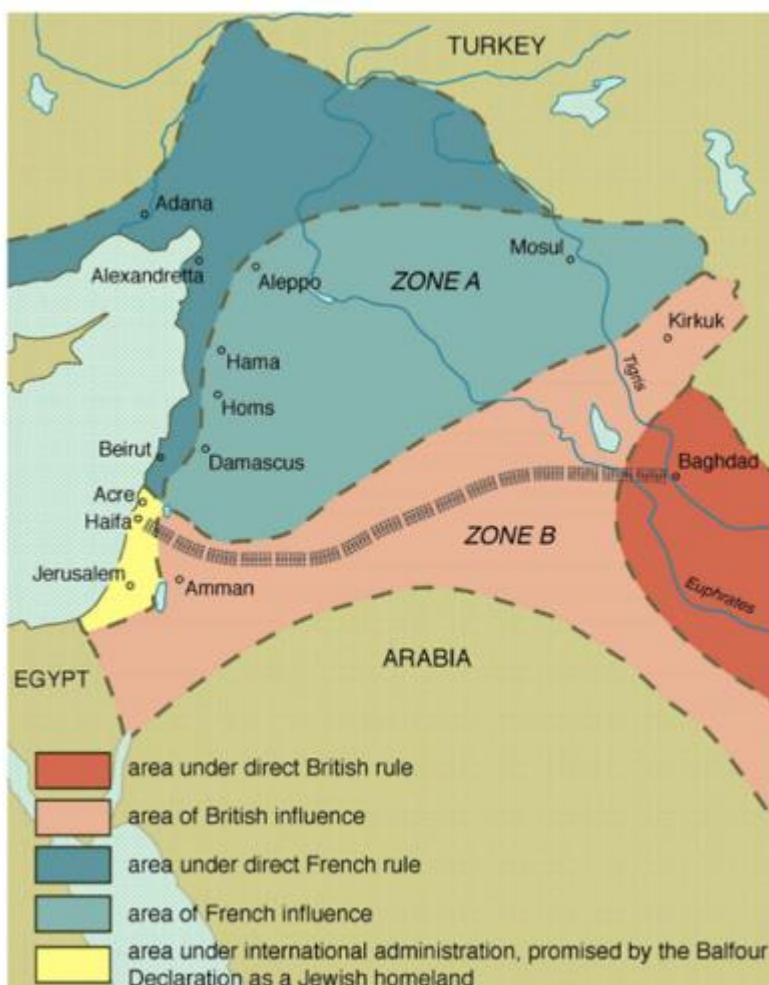 TURKEY
Adana
Alexandretta
Aleppo
ZONE A
Mosul
Kirkuk
Hama
Tigris
Homs
Beirut
Damascus
Baghdad
Acre
Haifa
ZONE B
Jerusalem
Amman
Euphrates
ARABIA
EGYPT
area under direct British rule
area of British influence
area under direct French rule
area of French influence
area under international administration, promised by the Balfour
Declaration as a Jewish homeland